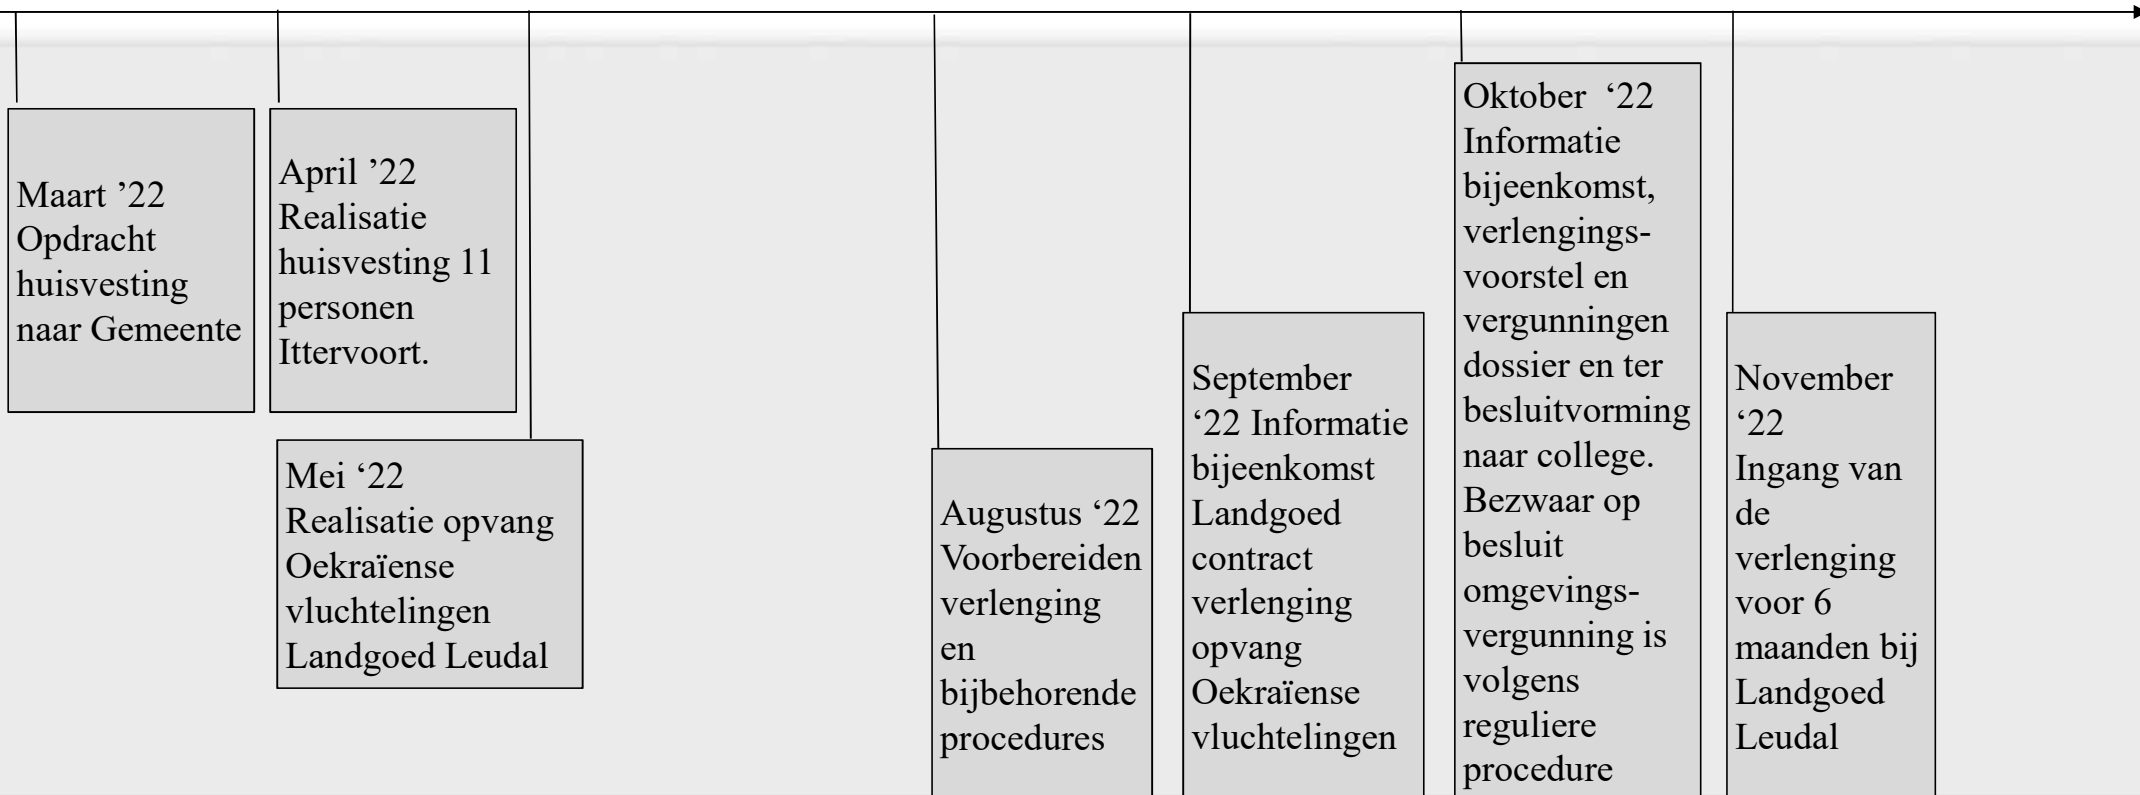 Maart ’22
Opdracht
huisvesting
naar Gemeente
April ’22
Realisatie
huisvesting 11
personen
Ittervoort.
Mei ‘22
Realisatie opvang
Oekraïense
vluchtelingen
Landgoed Leudal
Augustus ‘22
Voorbereiden
verlenging
en
bijbehorende
procedures
September
‘22 Informatie
bijeenkomst
Landgoed
contract
verlenging
opvang
Oekraïense
vluchtelingen
Oktober ‘22
Informatie
bijeenkomst,
verlengings-
voorstel en
vergunningen
dossier en ter
besluitvorming
naar college.
Bezwaar op
besluit
omgevings-
vergunning is
volgens
reguliere
procedure
November
‘22
Ingang van
de
verlenging
voor 6
maanden bij
Landgoed
Leudal